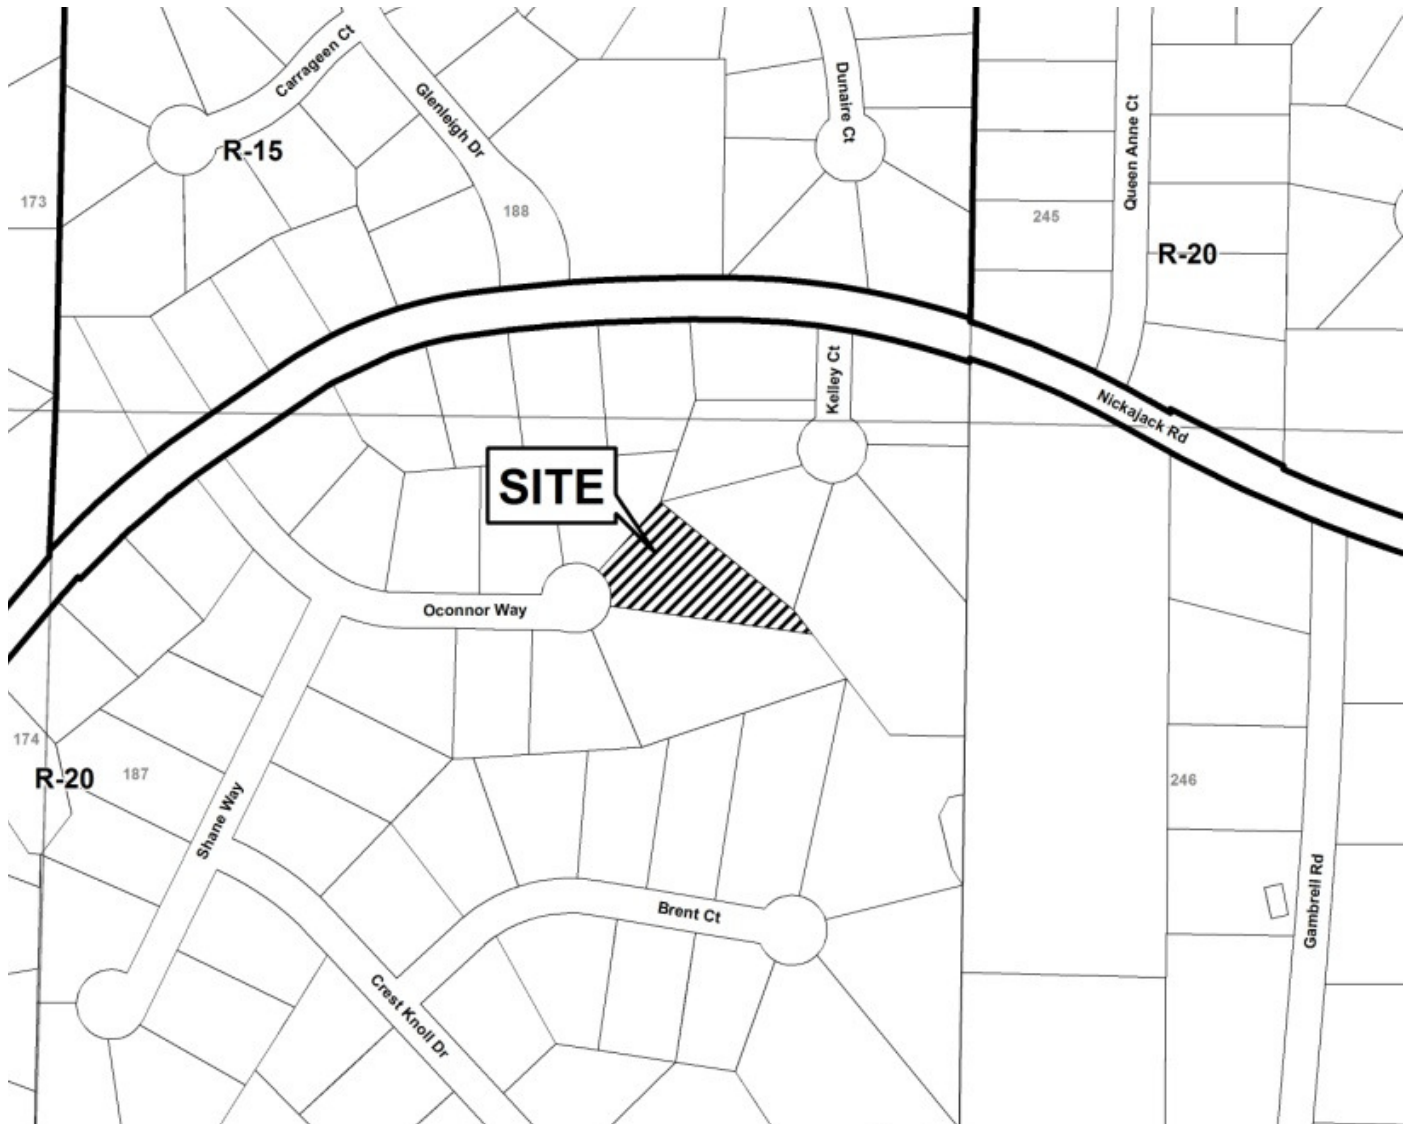 Carrageen Ct
Glenleigh Dr
Dunaire Ct
Queen Anne Ct
R-15
173
188
245
R-20
Kelley Ct
Nickajack Rd
SITE
Oconnor Way
174
R-20
187
246
Shane Way
Brent Ct
Gambrell Rd
Crest Knoll Dr